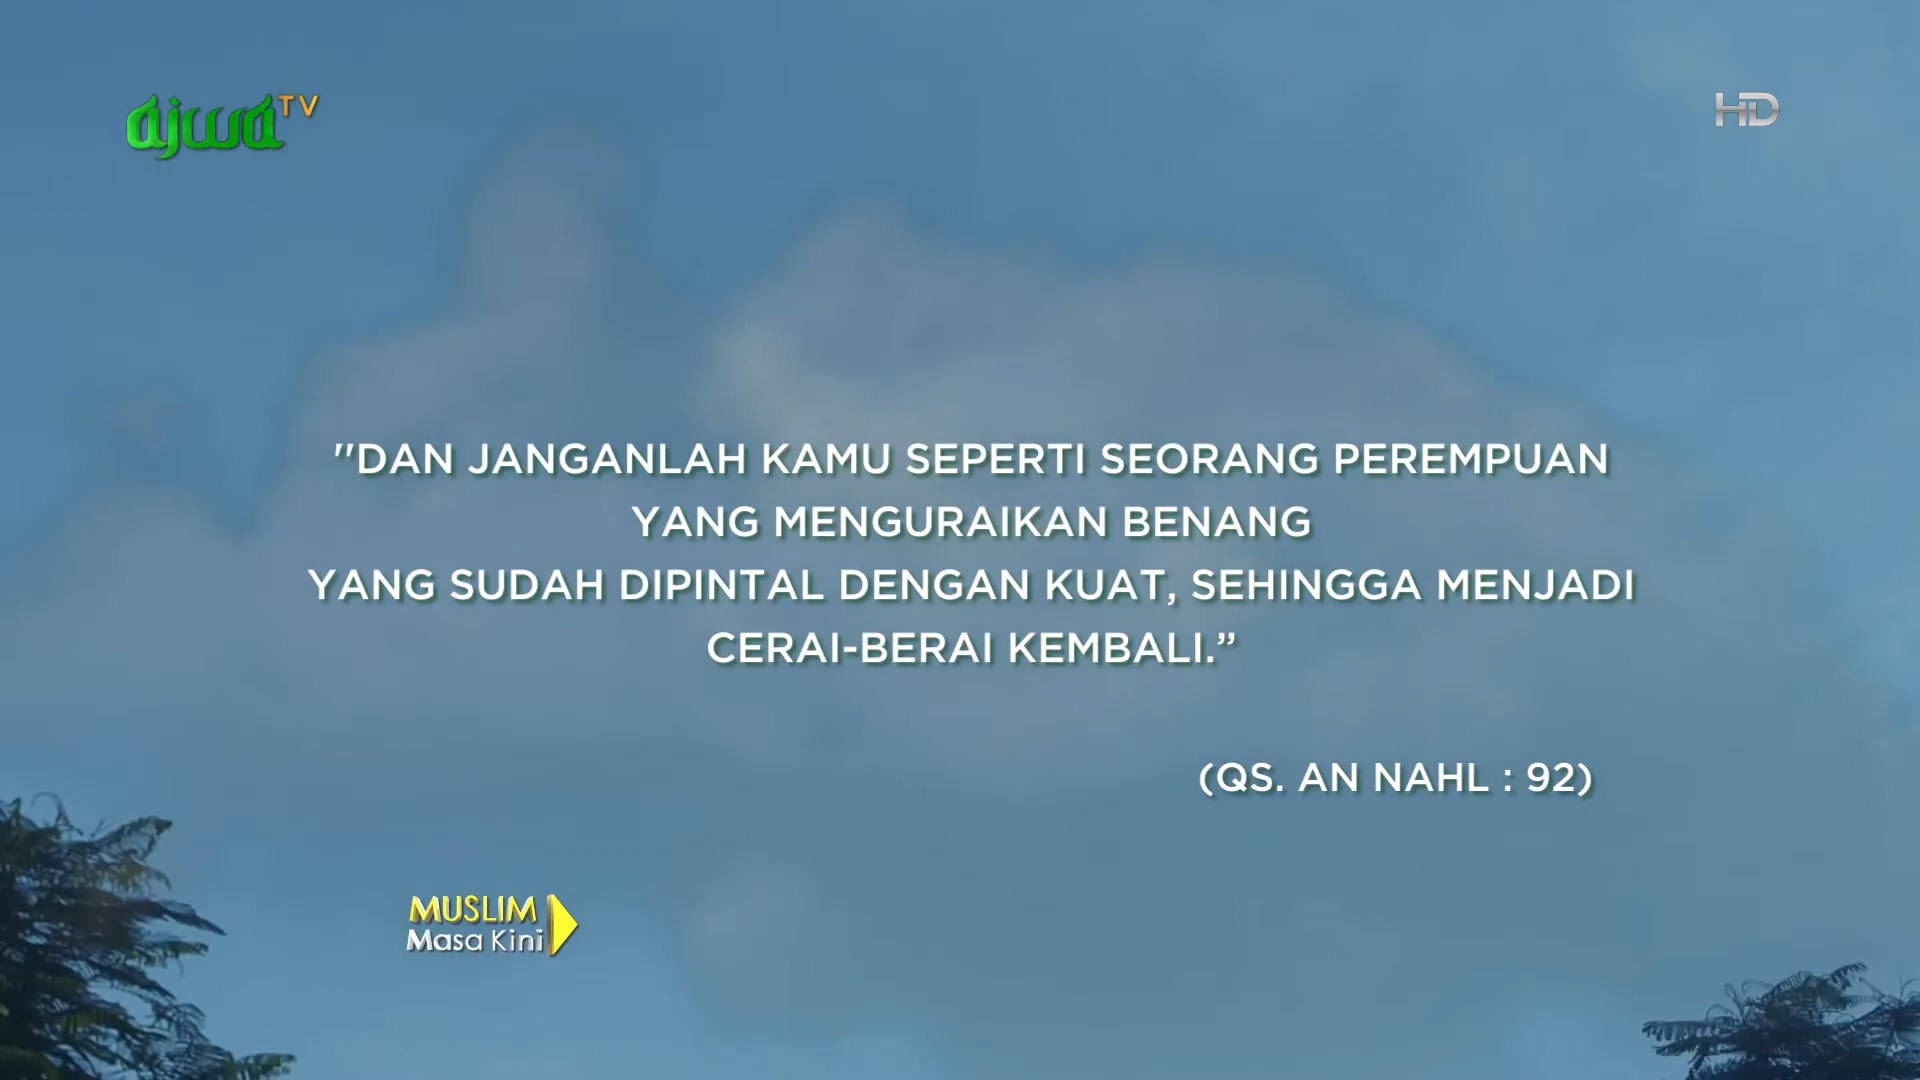 ajwa TV
HD
"DAN JANGANLAH KAMU SEPERTI SEORANG PEREMPUAN
YANG MENGURAIKAN BENANG
YANG SUDAH DIPINTAL DENGAN KUAT, SEHINGGA MENJADI
CERAI-BERAI KEMBALI.”
(QS. AN NAHL : 92)
MUSLIM
Masa Kini